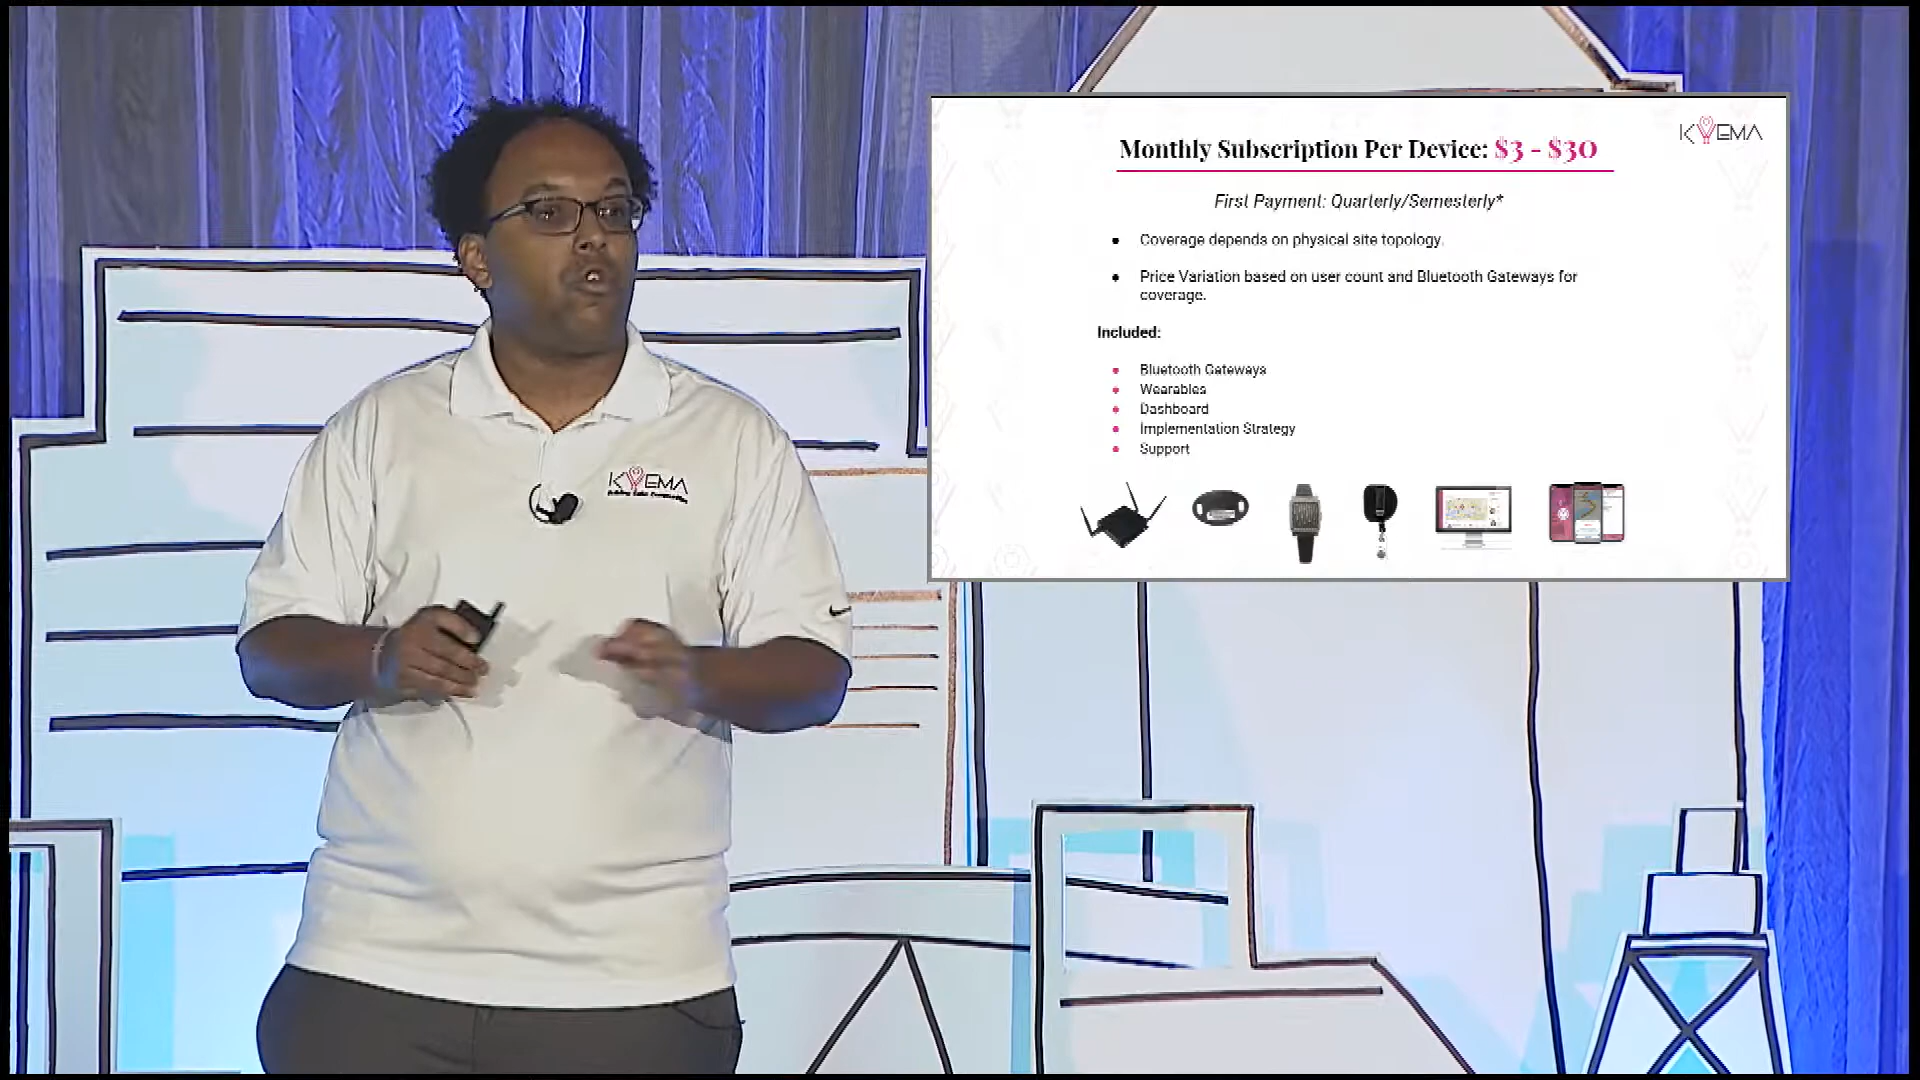 KYEMA
Monthly Subscription Per Device: $3 - $30
First Payment: Quarterly/Semesterly*
Coverage depends on physical site topology.
Price Variation based on user count and Bluetooth Gateways for
coverage.
Included:
Bluetooth Gateways
Wearables
Dashboard
Implementation Strategy
Support
KYEMA